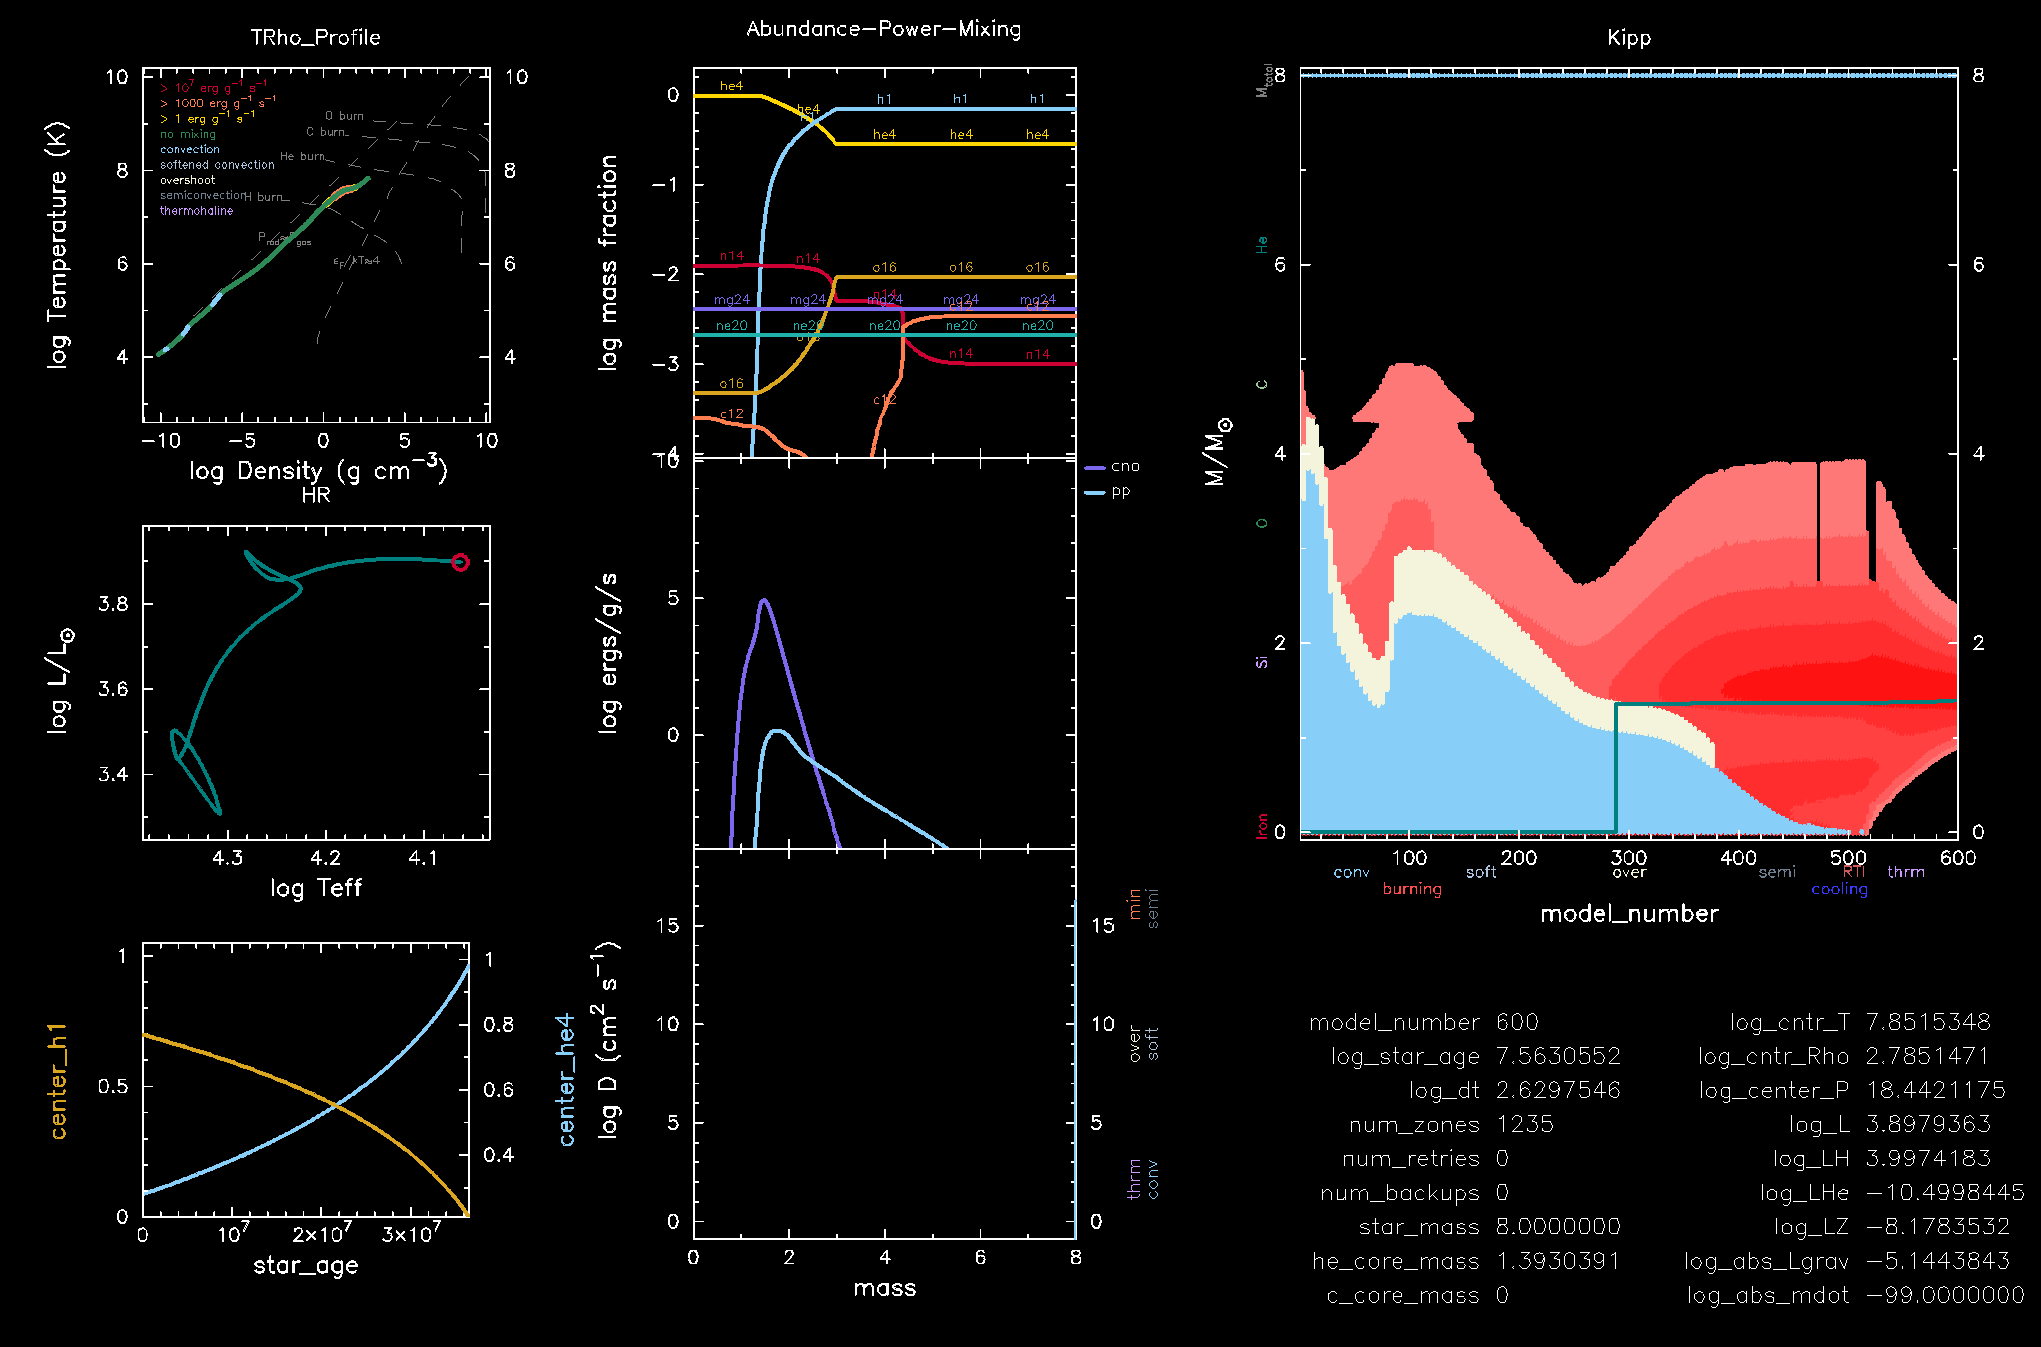 TRho_Profile
10
8
6
4
> 10⁷ erg g⁻¹ s⁻¹
> 1000 erg g⁻¹ s⁻¹
> 1 erg g⁻¹ s⁻¹
no mixing
convection
softened convection
overshoot
semiconvection
thermohaline
O burn
C burn
He burn
H burn
εF/kT≈4
10
8
6
4
log Temperature (K)
−10 −5 0 5 10
log Density (g cm⁻³)
HR
3.8
3.6
3.4
log L/L☉
4.3 4.2 4.1
log Teff
1
0.5
0
center_h1
1
0.8
0.6
0.4
center_he4
0 10⁷ 2×10⁷ 3×10⁷
star_age
Abundance−Power−Mixing
0
−1
−2
−3
−4
log mass fraction
he4 he4 h1 h1 h1
he4 he4 he4
n14 n14 o16 o16 o16
mg24 mg24 n14 mg24 mg24 mg24
c12 c12
ne20 ne20 ne20 ne20 ne20
o16
n14 n14
o16
c12 c12
10
5
0
log ergs/g/s
cno
pp
15
10
5
0
log D (cm² s⁻¹)
15
10
5
0
min
semi
over
soft
thrm
conv
0 2 4 6 8
mass
Kipp
8
6
4
2
0
M/M☉
Mtotal
He
C
O
Si
Iron
8
6
4
2
0
100 200 300 400 500 600
conv soft over semi RTI thrm
burning cooling
model_number
model_number 600 log_cntr_T 7.8515348
log_star_age 7.5630552 log_cntr_Rho 2.7851471
log_dt 2.6297546 log_center_P 18.4421175
num_zones 1235 log_L 3.8979363
num_retries 0 log_LH 3.9974183
num_backups 0 log_LHe −10.4998445
star_mass 8.0000000 log_LZ −8.1783532
he_core_mass 1.3930391 log_abs_Lgrav −5.1443843
c_core_mass 0 log_abs_mdot −99.0000000